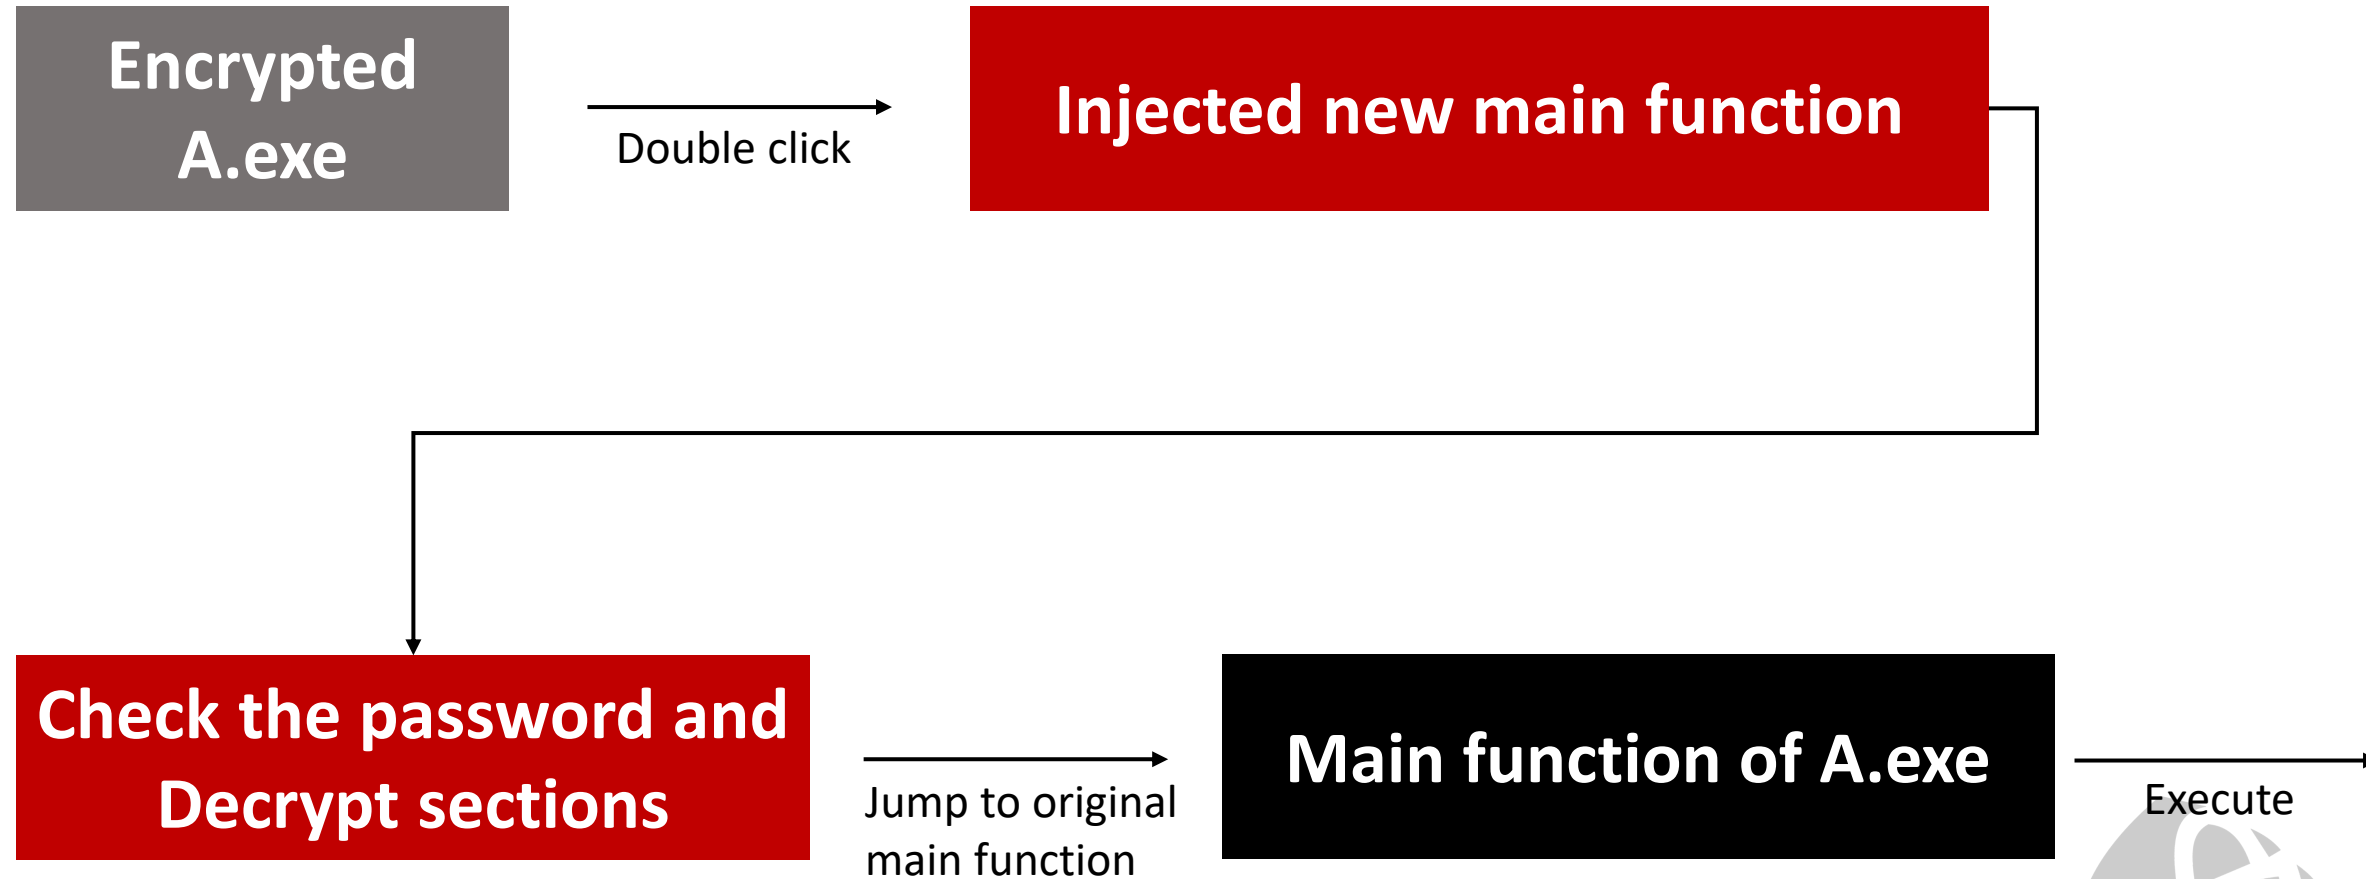 Encrypted
A.exe
Double click
Injected new main function
Check the password and
Decrypt sections
Jump to original
main function
Main function of A.exe
Execute